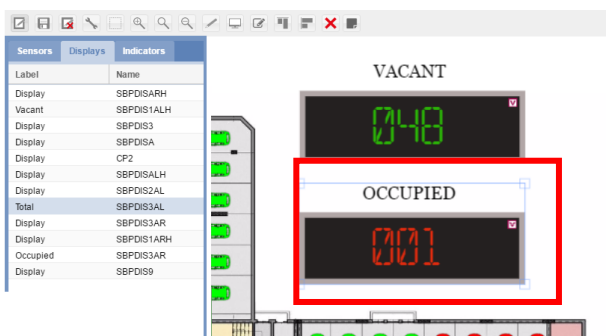 Sensors Displays Indicators
Label Name
Display SBPDISARH
Vacant SBPDIS1ALH
Display SBPDIS3
Display SBPDISA
Display CP2
Display SBPDISALH
Display SBPDIS2AL
Total SBPDIS3AL
Display SBPDIS3AR
Display SBPDIS1ARH
Occupied SBPDIS3AR
Display SBPDIS9
VACANT
V
048
OCCUPIED
V
001